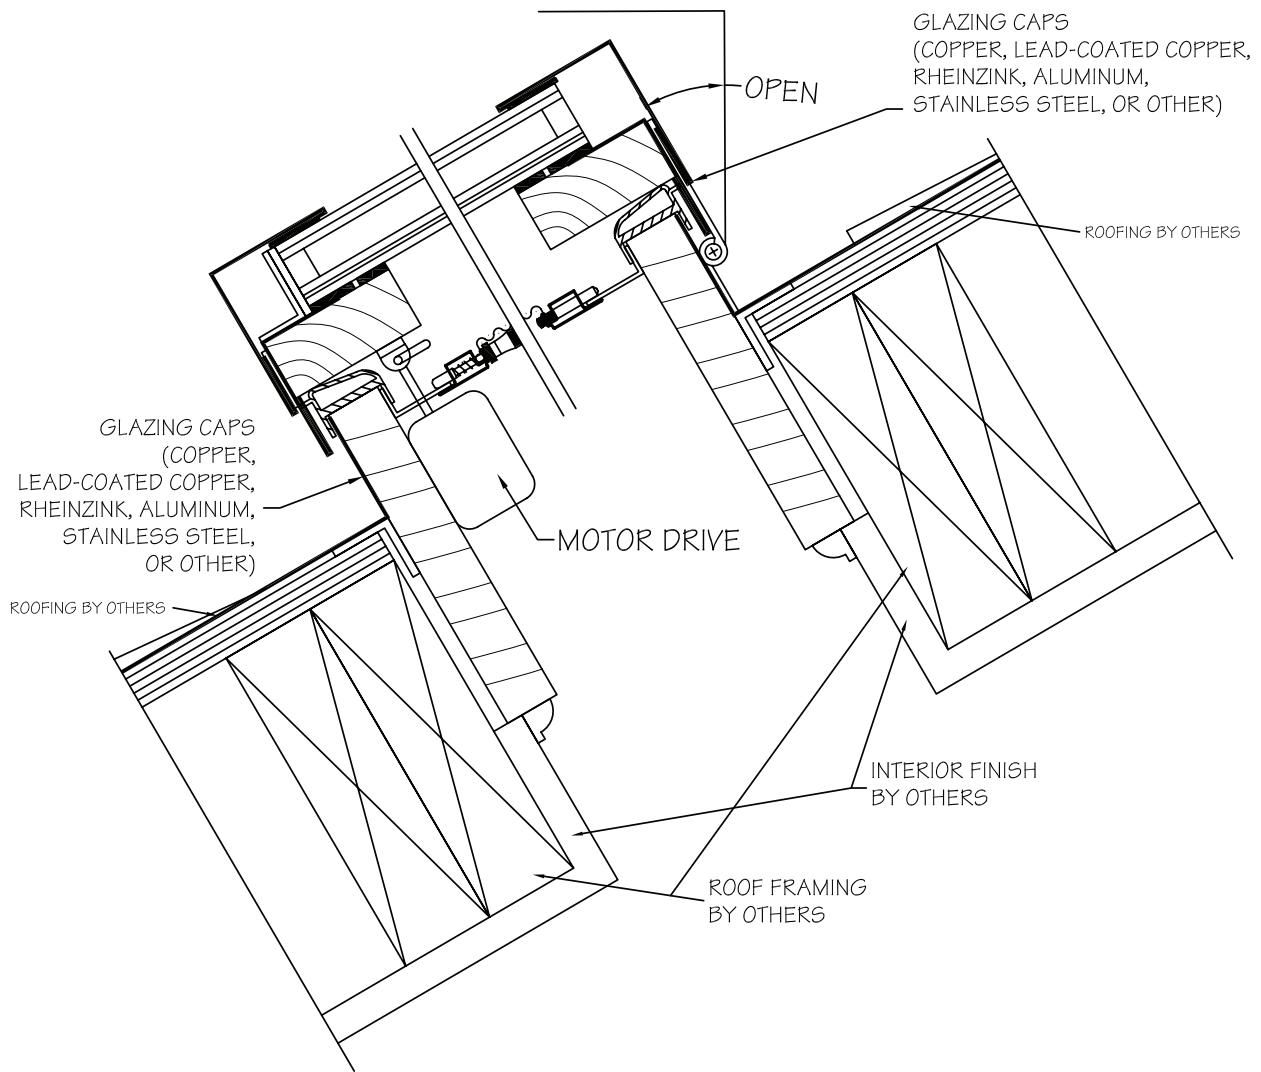 GLAZING CAPS
(COPPER, LEAD-COATED COPPER,
RHEINZINK, ALUMINUM,
STAINLESS STEEL, OR OTHER)
OPEN
ROOFING BY OTHERS
GLAZING CAPS
(COPPER,
LEAD-COATED COPPER,
RHEINZINK, ALUMINUM,
STAINLESS STEEL,
OR OTHER)
MOTOR DRIVE
ROOFING BY OTHERS
INTERIOR FINISH
BY OTHERS
ROOF FRAMING
BY OTHERS